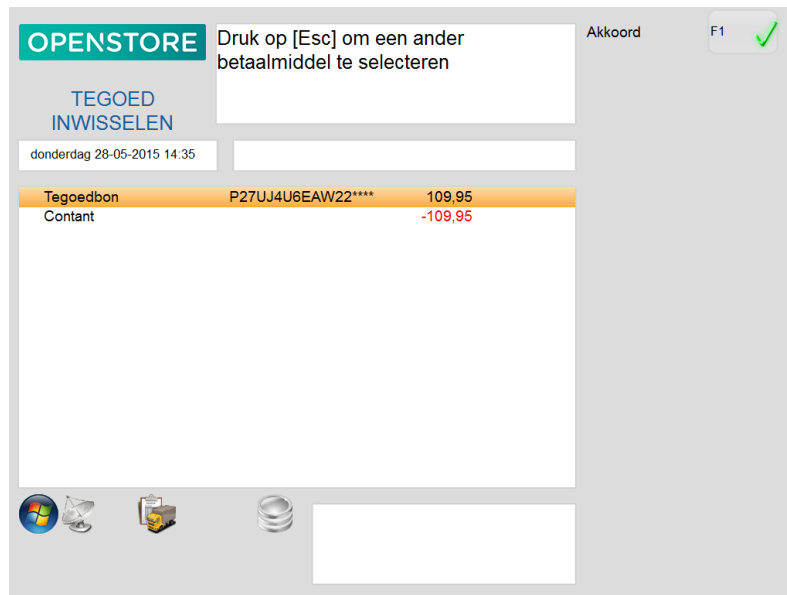 OPENSTORE
Druk op [Esc] om een ander
betaalmiddel te selecteren
Akkoord F1
TEGOED
INWISSELEN
donderdag 28-05-2015 14:35
Tegoedbon P27UJ4U6EAW22**** 109,95
Contant -109,95